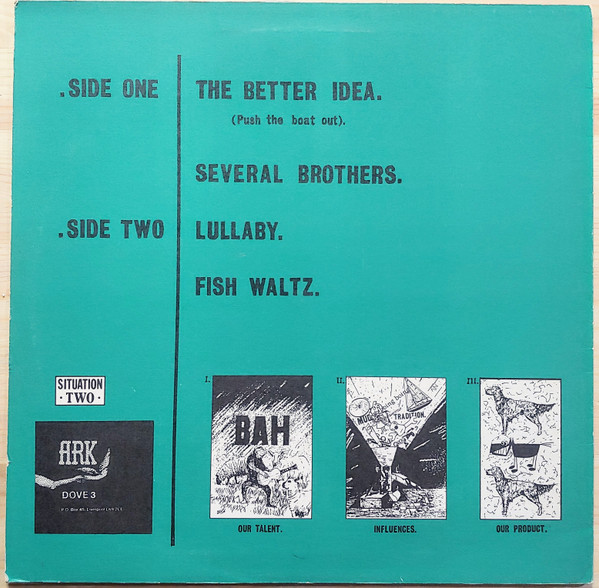 .SIDE ONE
THE BETTER IDEA.
(Push the boat out).
SEVERAL BROTHERS.
.SIDE TWO
LULLABY.
FISH WALTZ.
SITUATION
·TWO·
ARK
DOVE 3
I.
BAH
OUR TALENT.
II.
TRADITION.
INFLUENCES.
III.
OUR PRODUCT.